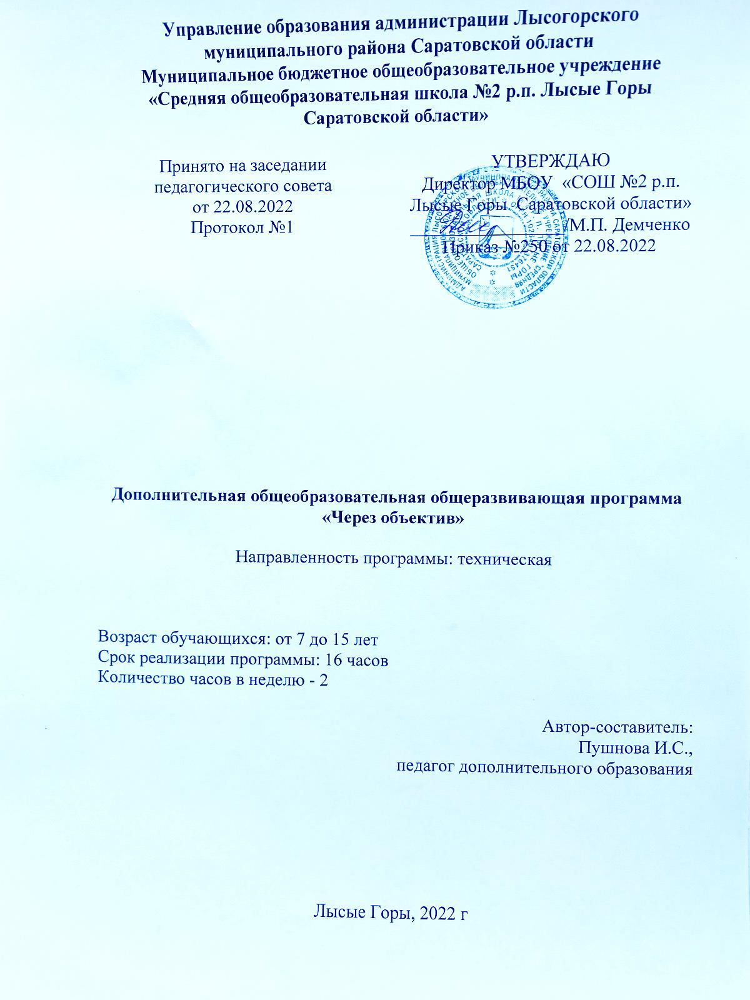 Управление образования администрации Лысогорского
муниципального района Саратовской области
Муниципальное бюджетное общеобразовательное учреждение
«Средняя общеобразовательная школа №2 р.п. Лысые Горы
Саратовской области»
Принято на заседании
педагогического совета
от 22.08.2022
Протокол №1
УТВЕРЖДАЮ
Директор МБОУ «СОШ №2 р.п.
Лысые Горы Саратовской области»
/М.П. Демченко
Приказ №250 от 22.08.2022
Дополнительная общеобразовательная общеразвивающая программа
«Через объектив»
Направленность программы: техническая
Возраст обучающихся: от 7 до 15 лет
Срок реализации программы: 16 часов
Количество часов в неделю - 2
Автор-составитель:
Пушнова И.С.,
педагог дополнительного образования
Лысые Горы, 2022 г